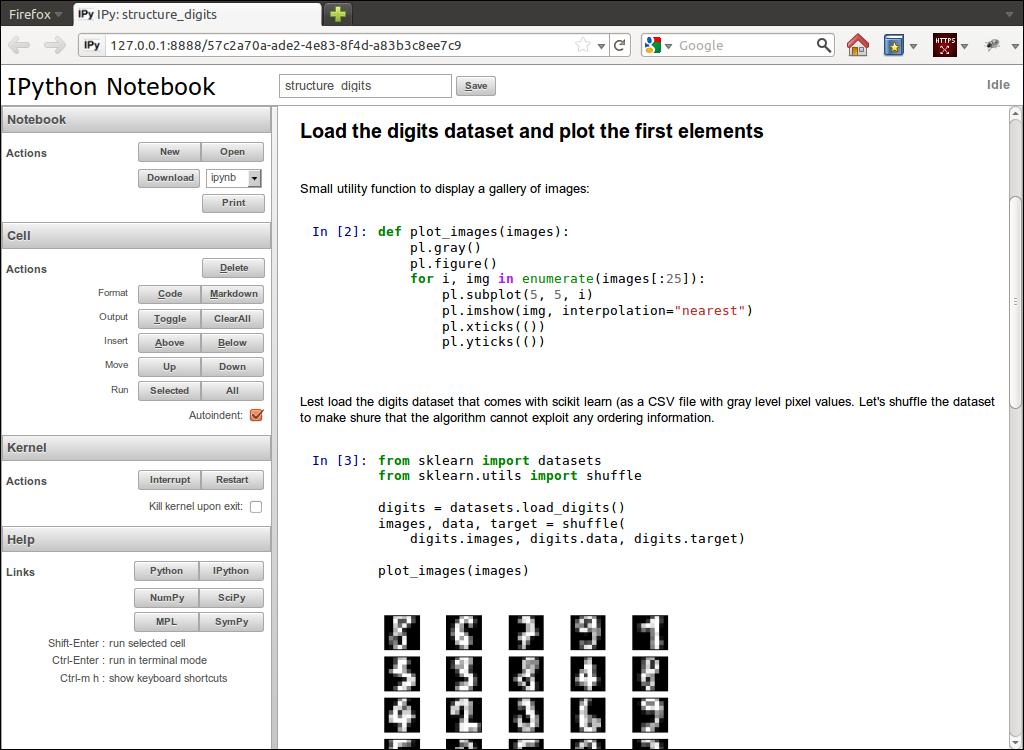 Firefox
IPy IPy: structure_digits
IPy 127.0.0.1:8888/57c2a70a-ade2-4e83-8f4d-a83b3c8ee7c9
Google
HTTPS
IPython Notebook
structure_digits
Save
Idle
Notebook
Actions
New Open
Download ipynb
Print
Cell
Actions
Delete
Format Code Markdown
Output Toggle ClearAll
Insert Above Below
Move Up Down
Run Selected All
Autoindent:
Kernel
Actions
Interrupt Restart
Kill kernel upon exit:
Help
Links
Python IPython
NumPy SciPy
MPL SymPy
Shift-Enter : run selected cell
Ctrl-Enter : run in terminal mode
Ctrl-m h : show keyboard shortcuts
Load the digits dataset and plot the first elements
Small utility function to display a gallery of images:
In [2]: def plot_images(images):
pl.gray()
pl.figure()
for i, img in enumerate(images[:25]):
pl.subplot(5, 5, i)
pl.imshow(img, interpolation="nearest")
pl.xticks(())
pl.yticks(())
Lest load the digits dataset that comes with scikit learn (as a CSV file with gray level pixel values. Let's shuffle the dataset
to make shure that the algorithm cannot exploit any ordering information.
In [3]: from sklearn import datasets
from sklearn.utils import shuffle
digits = datasets.load_digits()
images, data, target = shuffle(
digits.images, digits.data, digits.target)
plot_images(images)